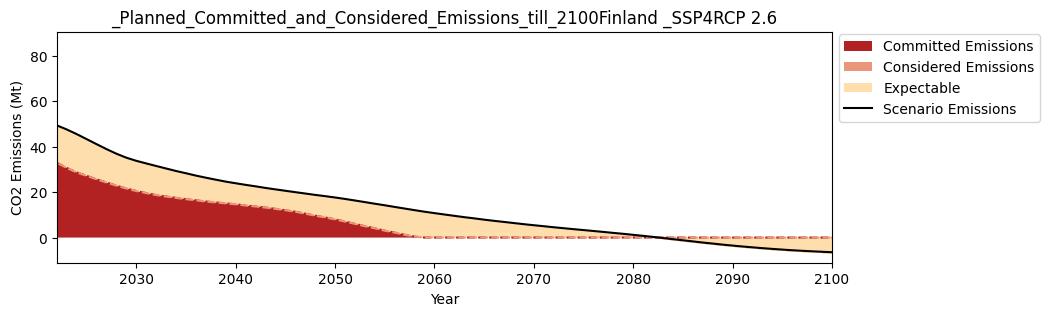 _Planned_Committed_and_Considered_Emissions_till_2100Finland _SSP4RCP 2.6
Committed Emissions
Considered Emissions
Expectable
Scenario Emissions
CO2 Emissions (Mt)
80
60
40
20
0
2030 2040 2050 2060 2070 2080 2090 2100
Year